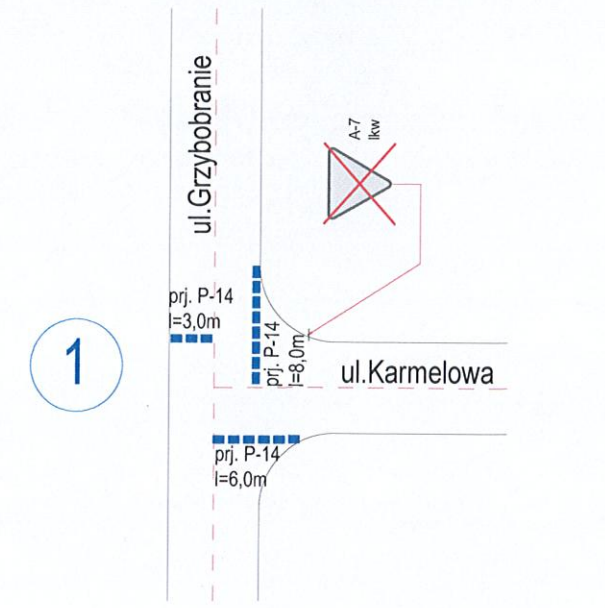 ul.Grzybobranie
A-7
lkw
prj. P-14
l=3,0m
1
prj. P-14
l=8,0m
ul.Karmelowa
prj. P-14
l=6,0m